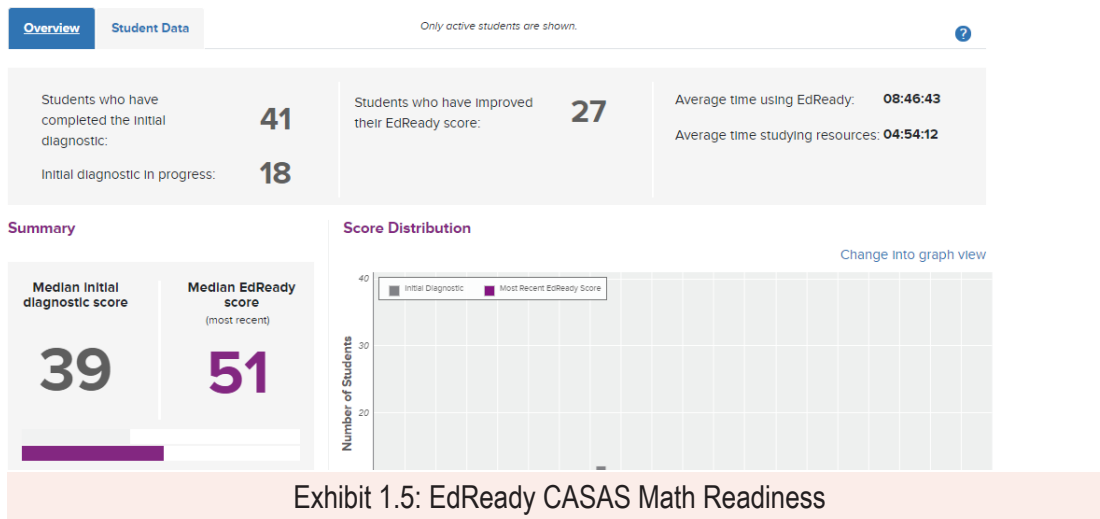 Overview
Student Data
Only active students are shown.
?
Students who have
completed the initial
diagnostic:
41
Initial diagnostic in progress:
18
Students who have improved
their EdReady score:
27
Average time using EdReady: 08:46:43
Average time studying resources: 04:54:12
Summary
Median initial
diagnostic score
39
Median EdReady
score
(most recent)
51
Score Distribution
Change into graph view
40
Initial Diagnostic
Most Recent EdReady Score
30
20
Number of Students
Exhibit 1.5: EdReady CASAS Math Readiness